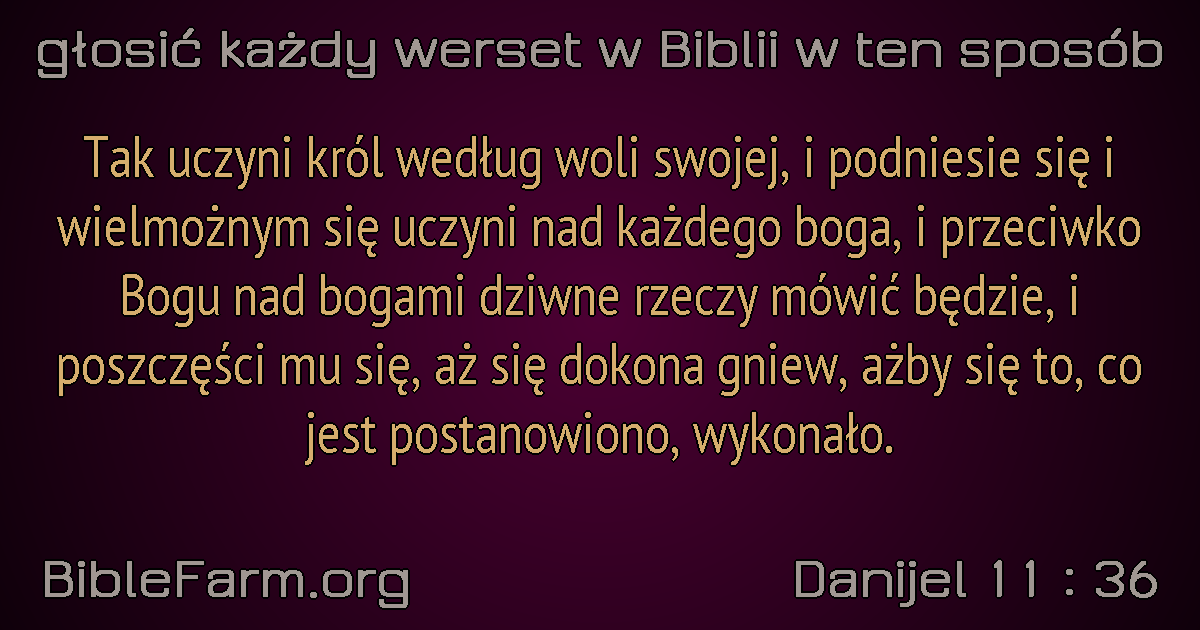 głosić każdy werset w Biblii w ten sposób
Tak uczyni król według woli swojej, i podniesie się i
wielmożnym się uczyni nad każdego boga, i przeciwko
Bogu nad bogami dziwne rzeczy mówić będzie, i
poszczęści mu się, aż się dokona gniew, ażby się to, co
jest postanowiono, wykonało.
BibleFarm.org
Danijel 11 : 36